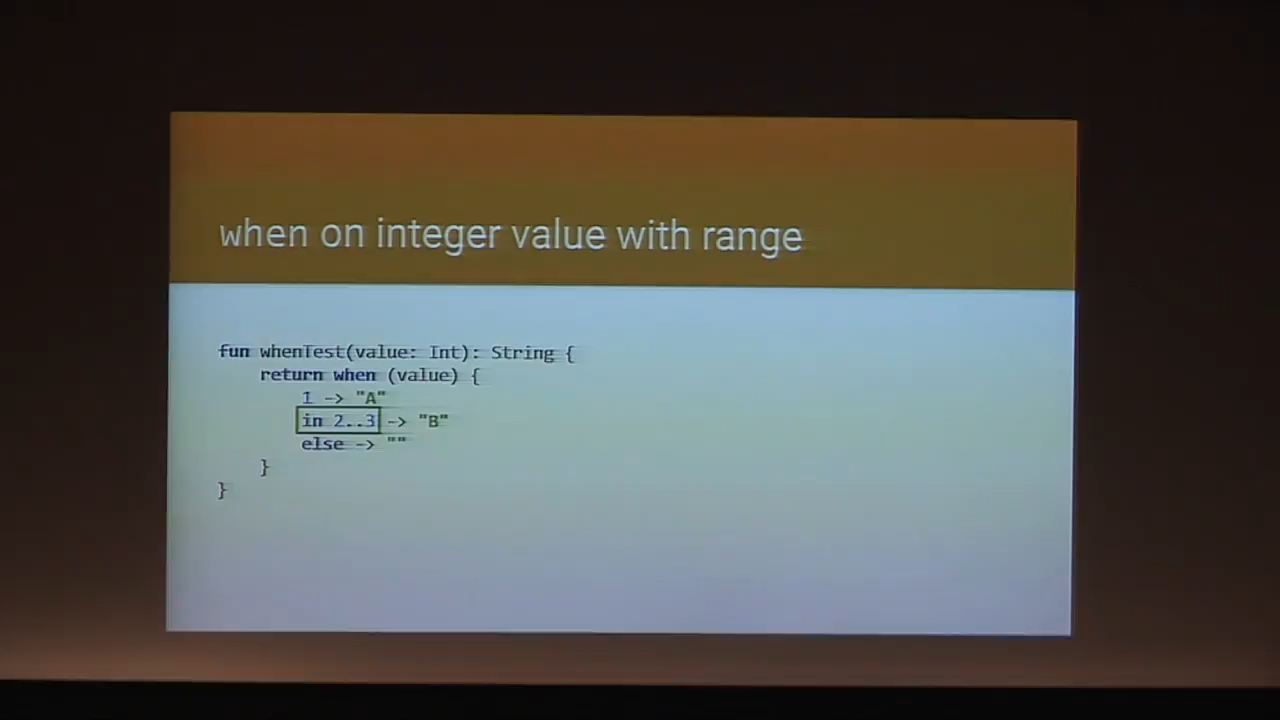 when on integer value with range
fun whenTest(value: Int): String {
    return when (value) {
        1 -> "A"
        in 2..3 -> "B"
        else -> ""
    }
}